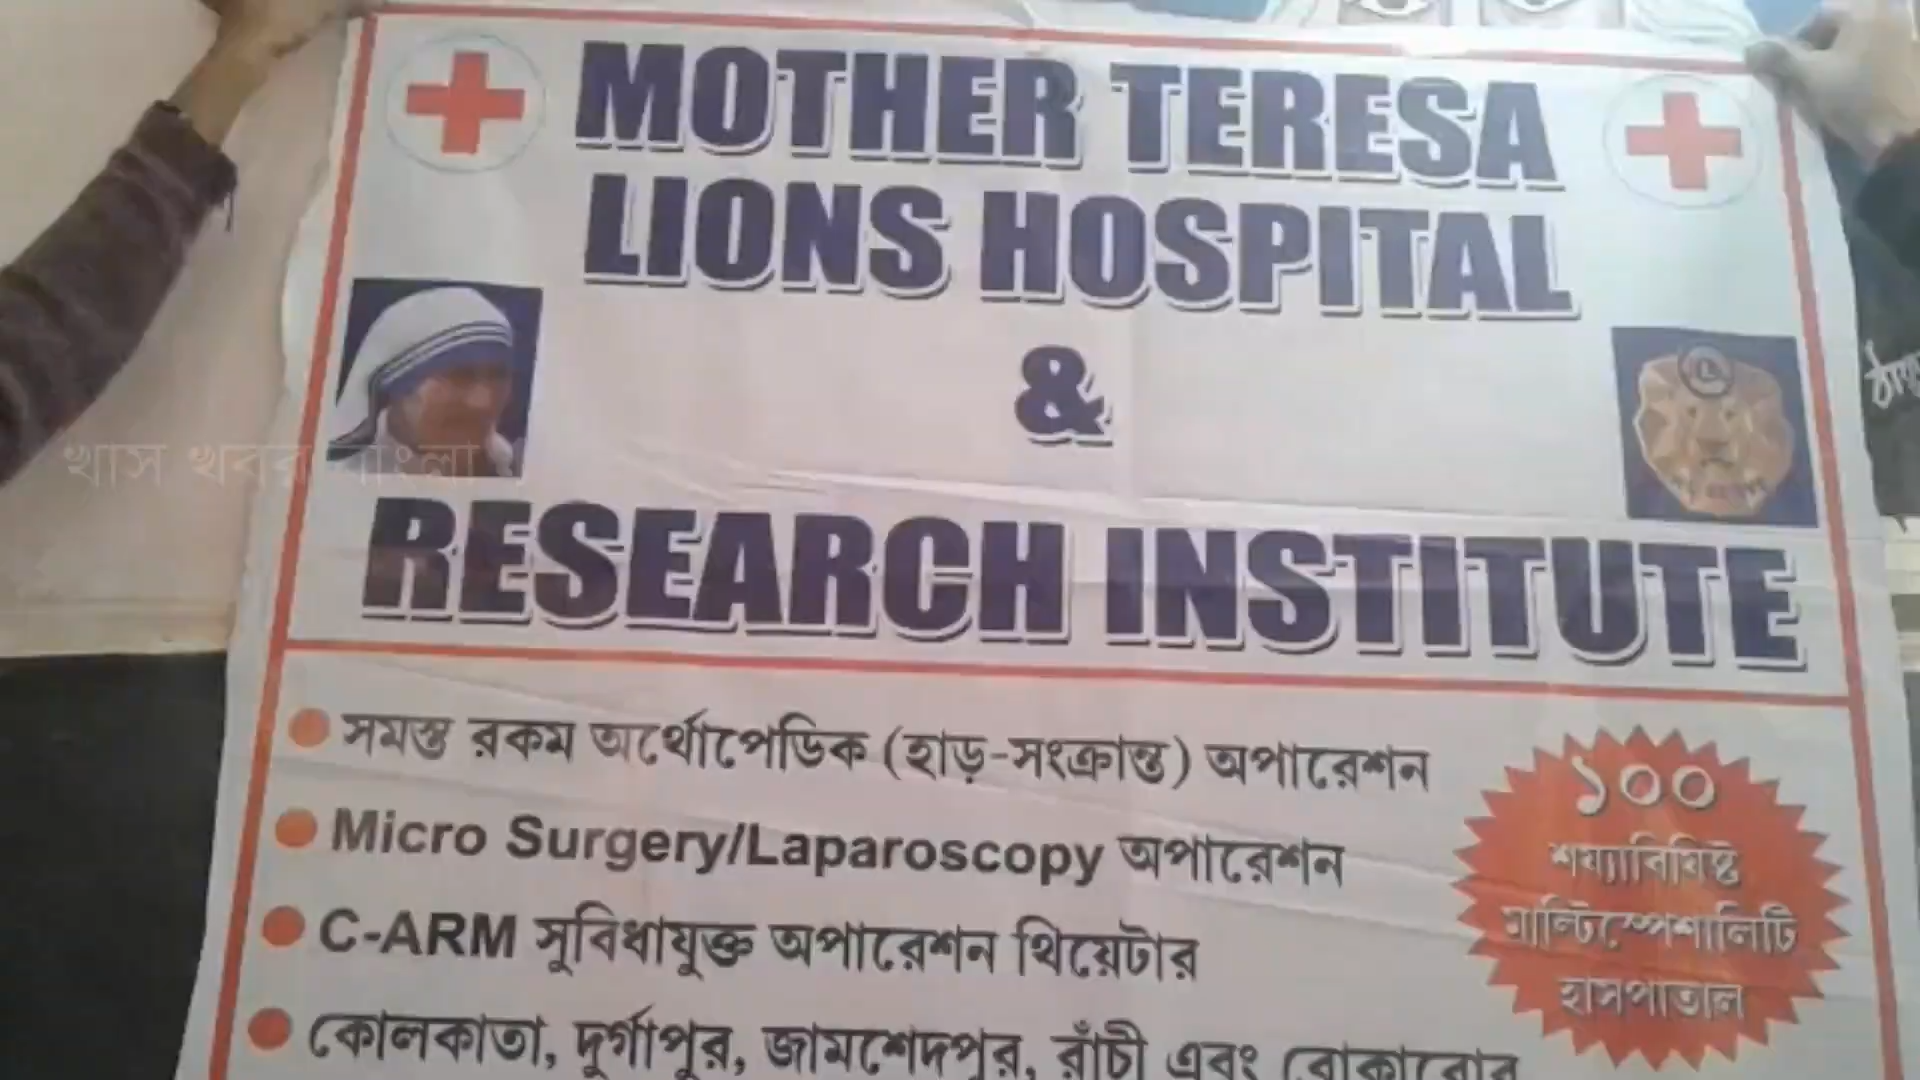 MOTHER TERESA
LIONS HOSPITAL
&
RESEARCH INSTITUTE
খাস খবর বাংলা
সমস্ত রকম অর্থোপেডিক (হাড়-সংক্রান্ত) অপারেশন
Micro Surgery/Laparoscopy অপারেশন
C-ARM সুবিধাযুক্ত অপারেশন থিয়েটার
কোলকাতা, দুর্গাপুর, জামশেদপুর, রাঁচী এবং বোকারোর
১০০
শয্যাবিশিষ্ট
মাল্টিস্পেশালিটি
হাসপাতাল